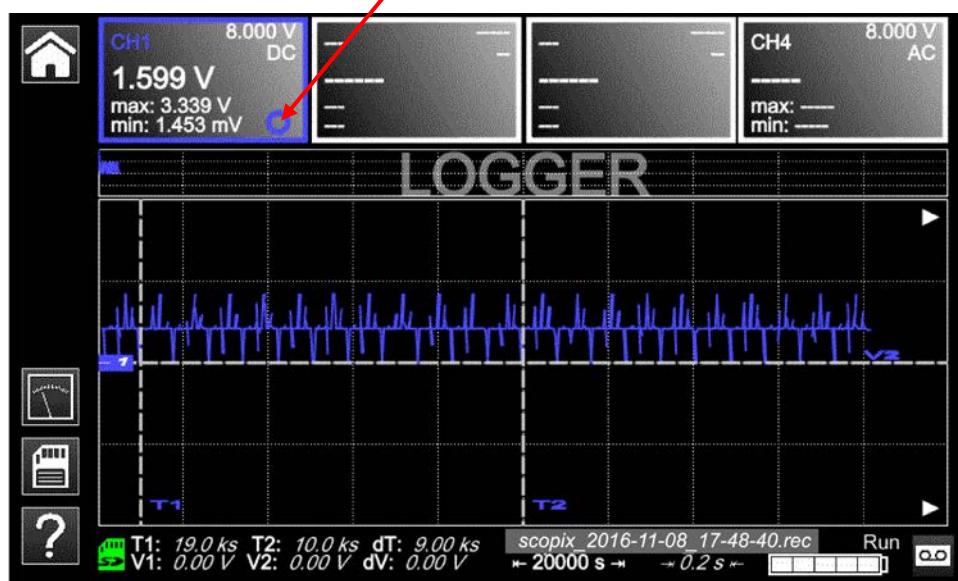 CH1 8.000 V
DC
1.599 V
max: 3.339 V
min: 1.453 mV
--- ----
--
------
---
---
--- ----
--
------
---
---
CH4 8.000 V
AC
-----
max: -----
min: -----
LOGGER
- 1
V2
T1 T2
T1: 19.0 ks T2: 10.0 ks dT: 9.00 ks scopix_2016-11-08_17-48-40.rec Run
V1: 0.00 V V2: 0.00 V dV: 0.00 V 20000 s 0.2 s
?